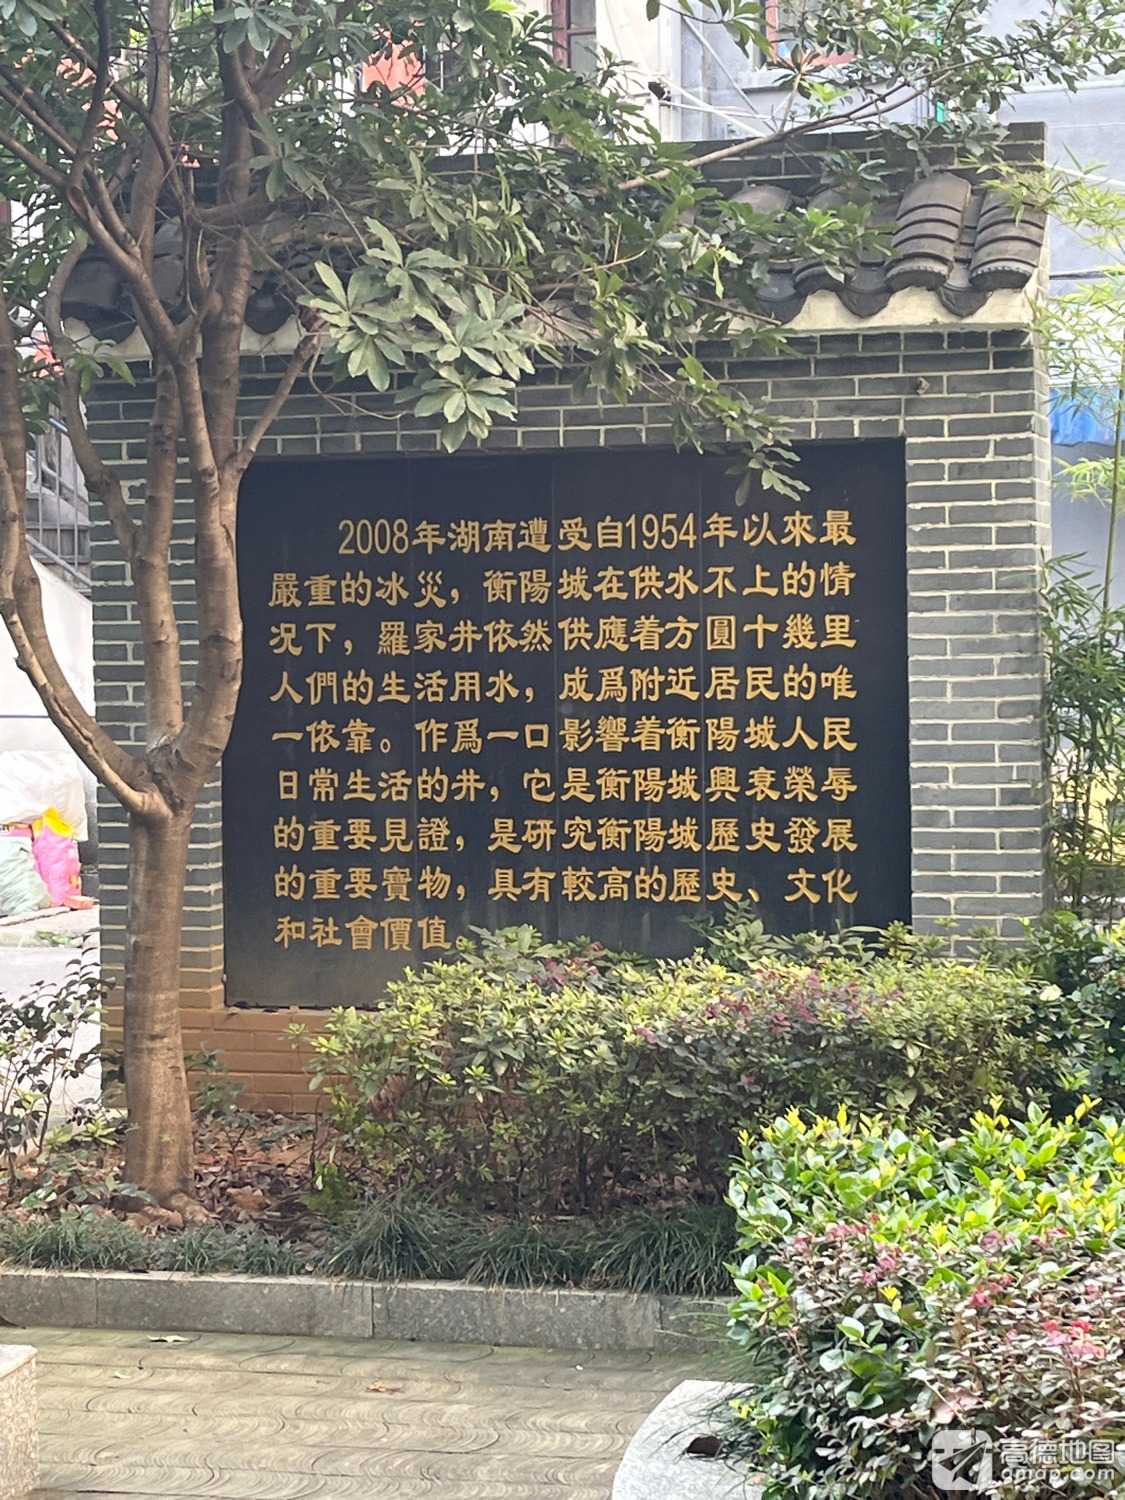 2008年湖南遭受自1954年以來最
嚴重的冰災，衡陽城在供水不上的情
况下，羅家井依然供應着方圓十幾里
人們的生活用水，成爲附近居民的唯
一依靠。作爲一口影響着衡陽城人民
日常生活的井，它是衡陽城興衰榮辱
的重要見證，是研究衡陽城歷史發展
的重要寶物，具有較高的歷史、文化
和社會價值。
高德地图
amap.com